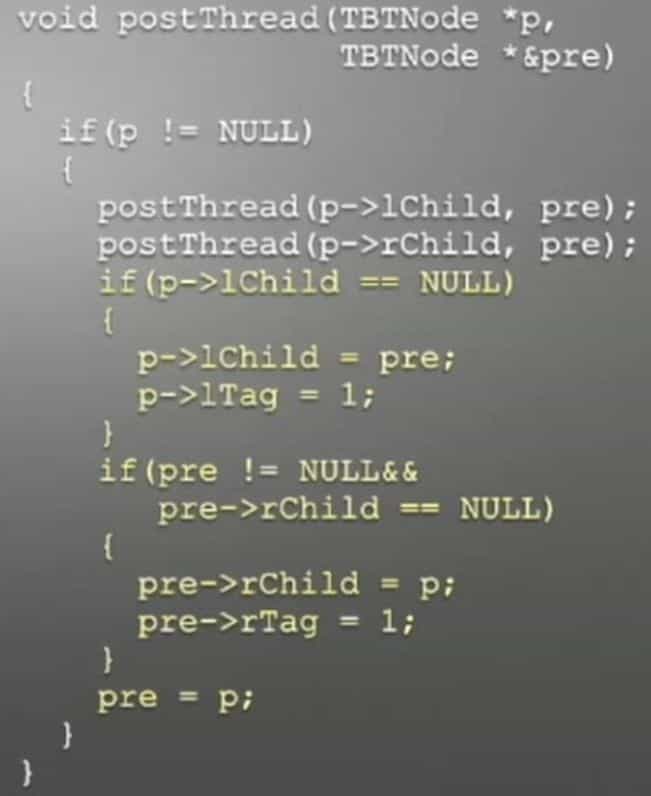 void postThread(TBTNode *p,
                TBTNode *&pre)
{
  if(p != NULL)
  {
    postThread(p->lChild, pre);
    postThread(p->rChild, pre);
    if(p->lChild == NULL)
    {
      p->lChild = pre;
      p->lTag = 1;
    }
    if(pre != NULL&&
       pre->rChild == NULL)
    {
      pre->rChild = p;
      pre->rTag = 1;
    }
    pre = p;
  }
}